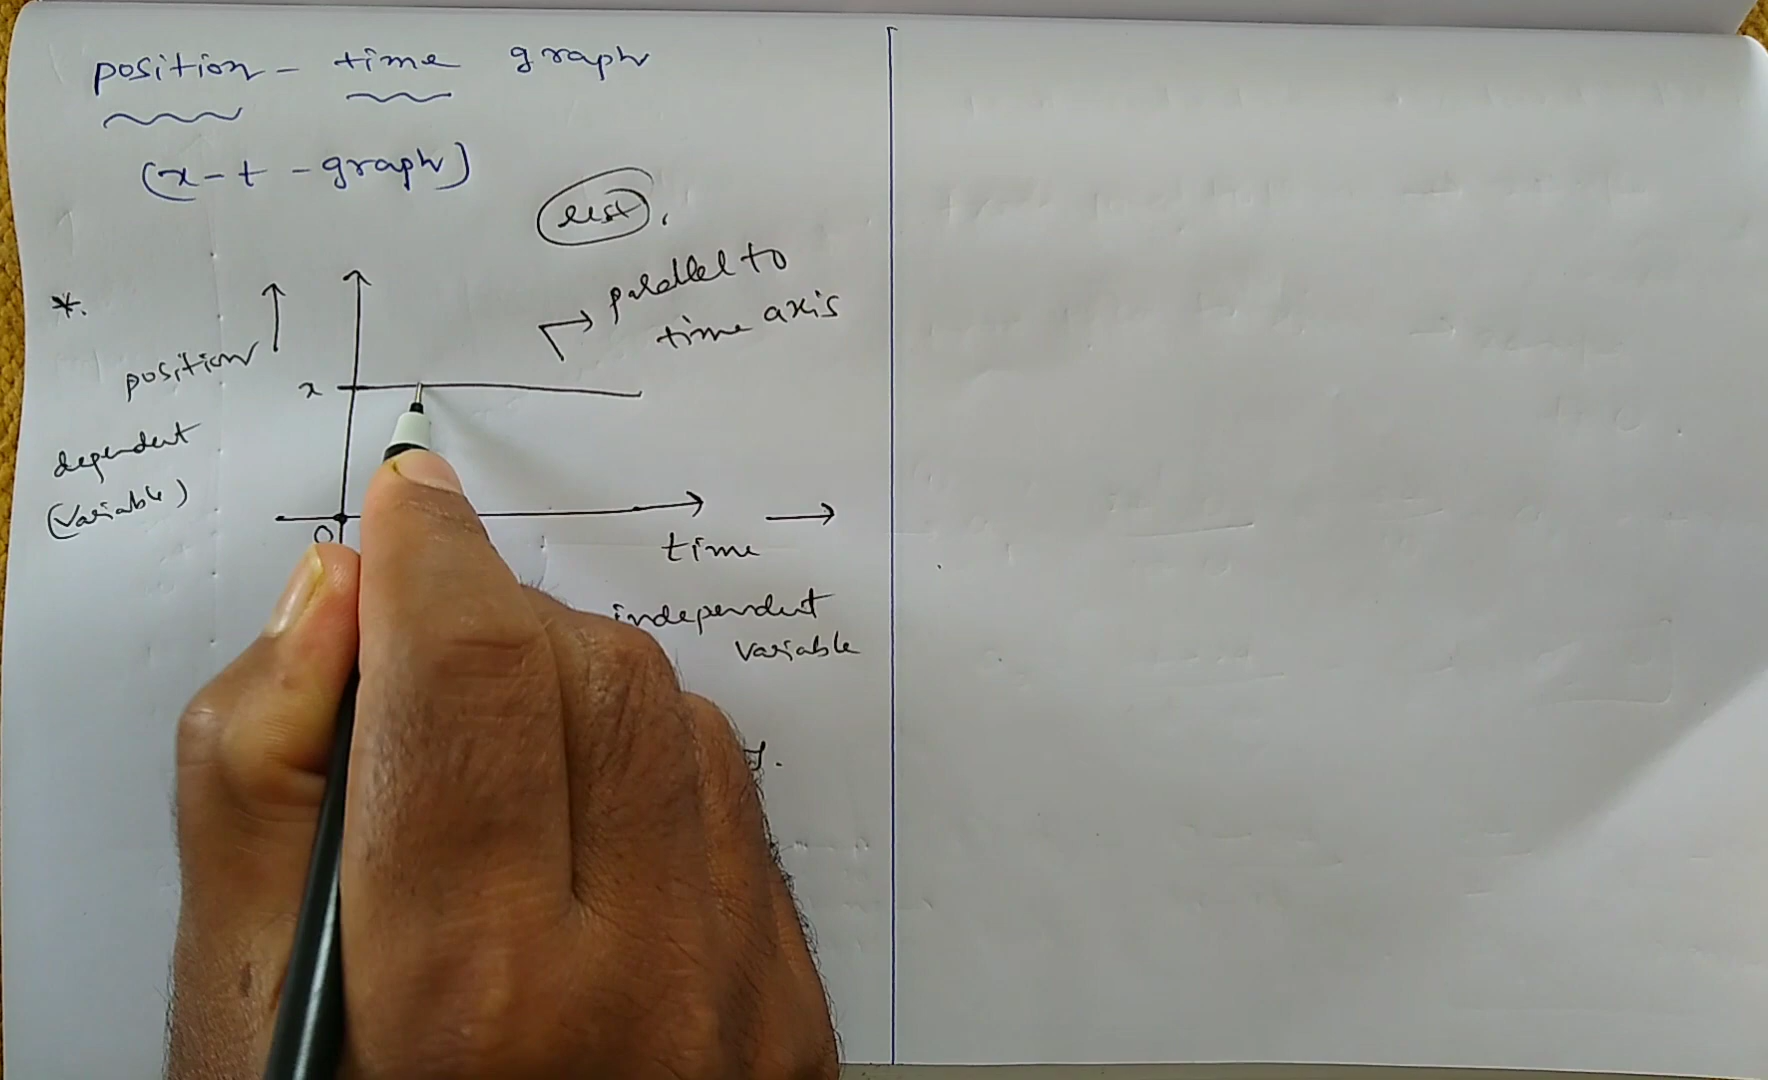 position - time graph
(x - t - graph)
rest.
parallel to
time axis
*.
position
x
dependent
(variable)
O
time
independent
variable